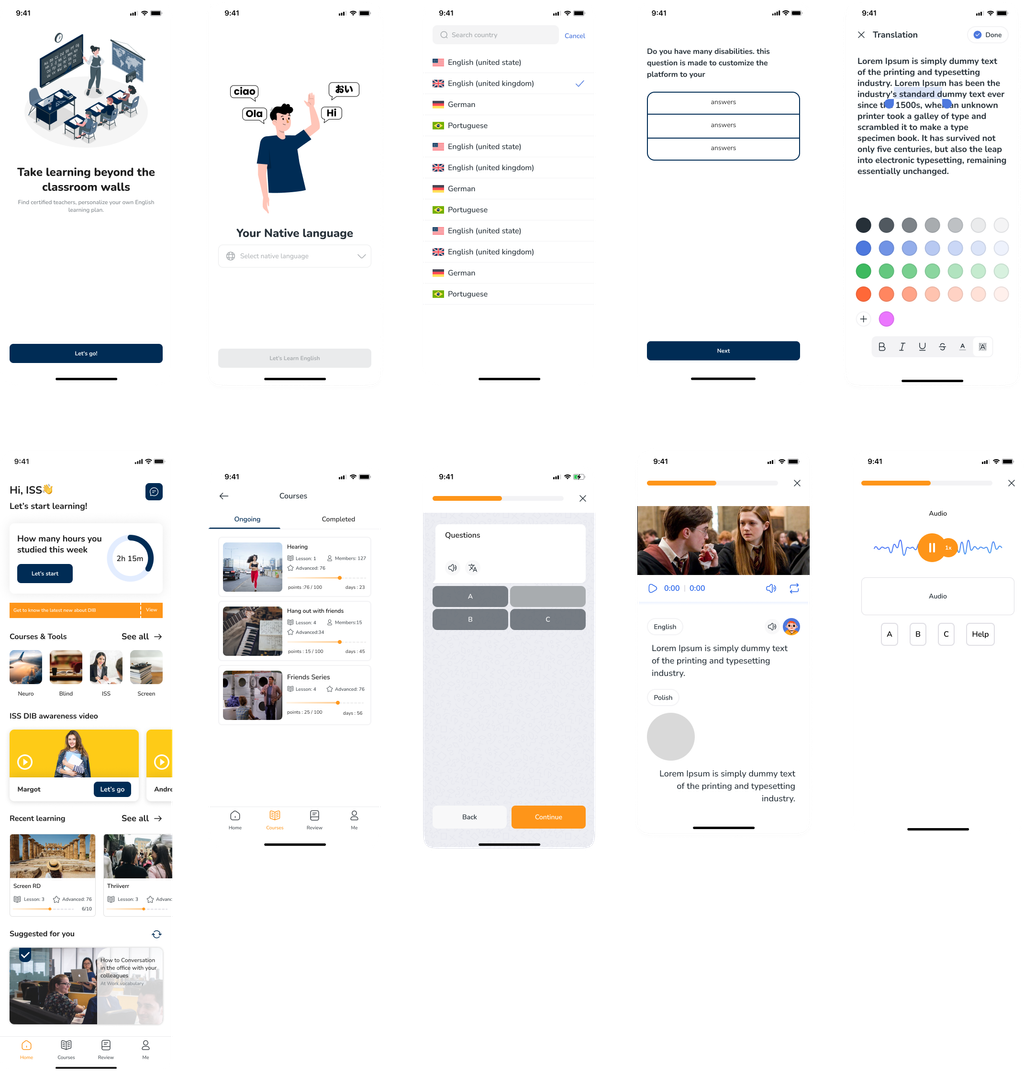 9:41
Take learning beyond the
classroom walls
Find certified teachers, personalize your own English
learning plan.
Let's go!
9:41
ciao
おい
Ola
Hi
Your Native language
Select native language
Let's Learn English
9:41
Search country
Cancel
English (united state)
English (united kingdom)
German
Portuguese
English (united state)
English (united kingdom)
German
Portuguese
English (united state)
English (united kingdom)
German
Portuguese
9:41
Do you have many disabilities. this
question is made to customize the
platform to your
answers
answers
answers
Next
9:41
Translation
Done
Lorem Ipsum is simply dummy text
of the printing and typesetting
industry. Lorem Ipsum has been the
industry's standard dummy text ever
since the 1500s, when an unknown
printer took a galley of type and
scrambled it to make a type
specimen book. It has survived not
only five centuries, but also the leap
into electronic typesetting, remaining
essentially unchanged.
B I U S A A
9:41
Hi, ISS👋
Let's start learning!
How many hours you
studied this week
Let's start
2h 15m
Get to know the latest new about DIB
View
Courses & Tools
See all
Neuro
Blind
ISS
Screen
ISS DIB awareness video
Margot
Let's go
Andre
Recent learning
See all
Screen RD
Lesson: 3
Advanced: 76
6/10
Thriiverr
Lesson: 3
Advanc
Suggested for you
How to Conversation
in the office with your
colleagues
At Work vocabulary
Home
Courses
Review
Me
9:41
Courses
Ongoing
Completed
Hearing
Lesson: 1
Members: 127
Advanced: 76
points :76 / 100
days : 23
Hang out with friends
Lesson: 4
Members:15
Advanced:34
points : 15 / 100
days : 45
Friends Series
Lesson: 4
Advanced: 76
points : 25 / 100
days : 56
Home
Courses
Review
Me
9:41
Questions
A
B
C
Back
Continue
9:41
0:00
0:00
English
Lorem Ipsum is simply dummy text
of the printing and typesetting
industry.
Polish
Lorem Ipsum is simply dummy text
of the printing and typesetting
industry.
9:41
Audio
1x
Audio
A
B
C
Help